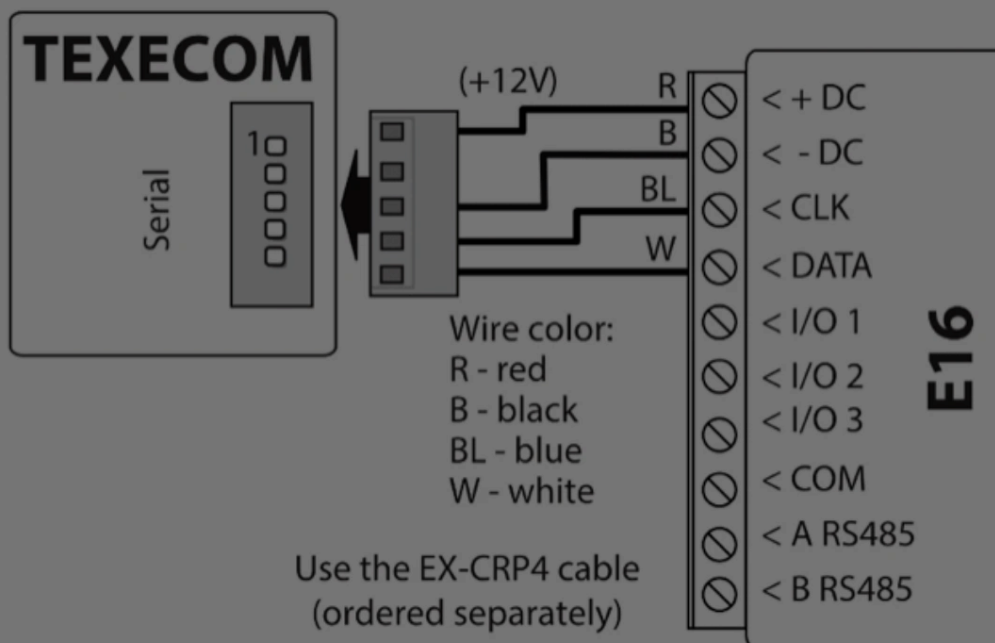 TEXECOM
Serial
1
(+12V)
R
B
BL
W
< + DC
< - DC
< CLK
< DATA
< I/O 1
< I/O 2
< I/O 3
< COM
< A RS485
< B RS485
E16
Wire color:
R - red
B - black
BL - blue
W - white
Use the EX-CRP4 cable
(ordered separately)